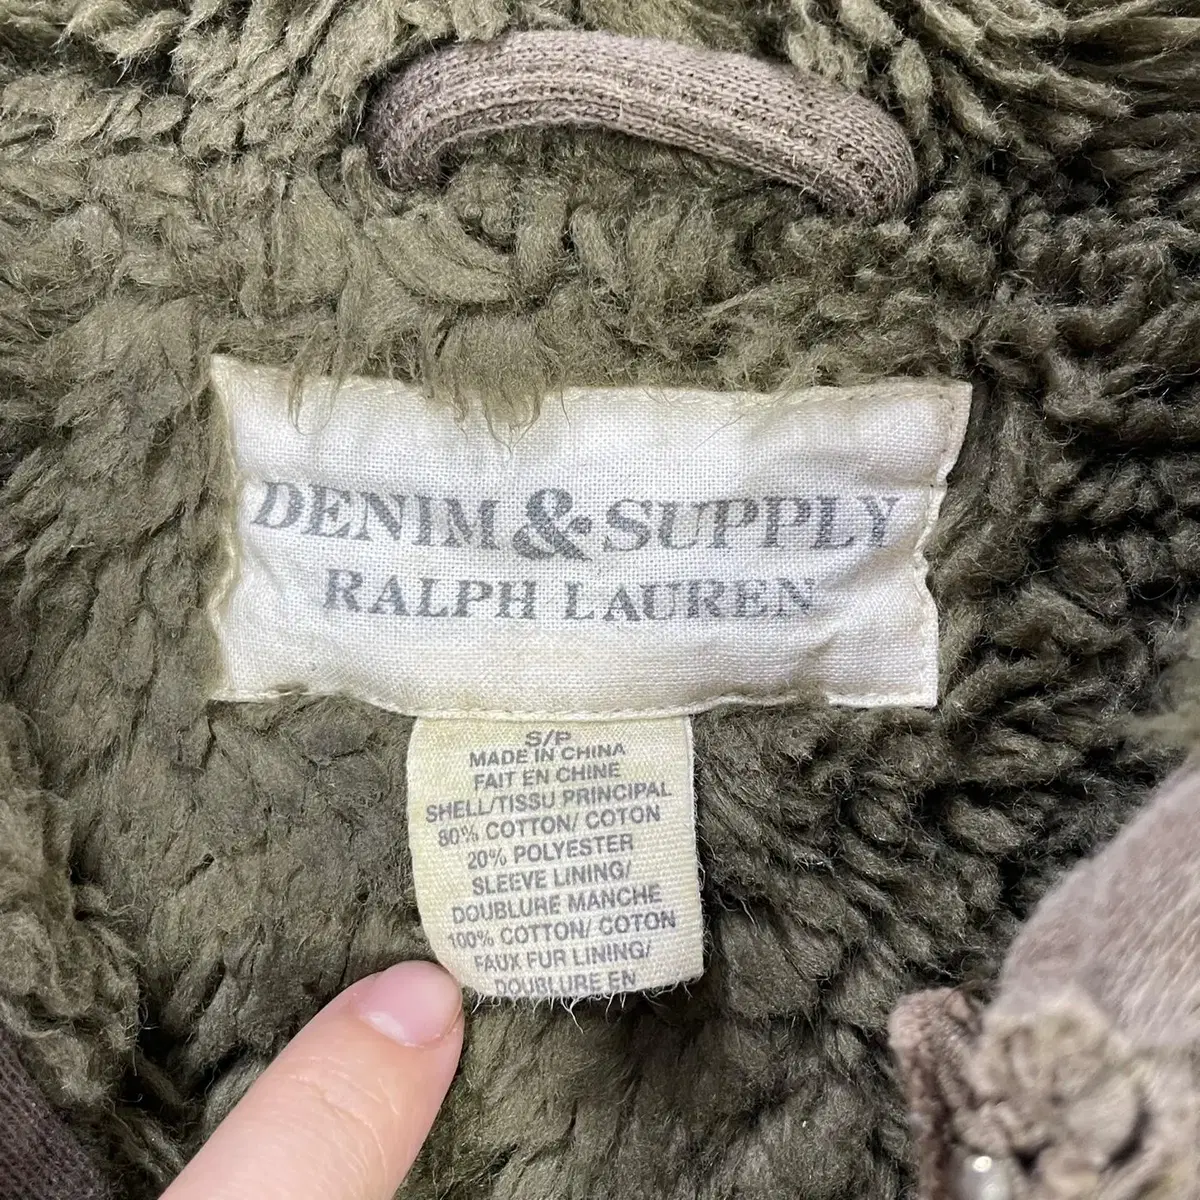 DENIM & SUPPLY
RALPH LAUREN
S/P
MADE IN CHINA
FAIT EN CHINE
SHELL/TISSU PRINCIPAL
80% COTTON/ COTON
20% POLYESTER
SLEEVE LINING/
DOUBLURE MANCHE
100% COTTON/ COTON
FAUX FUR LINING/
DOUBLURE EN